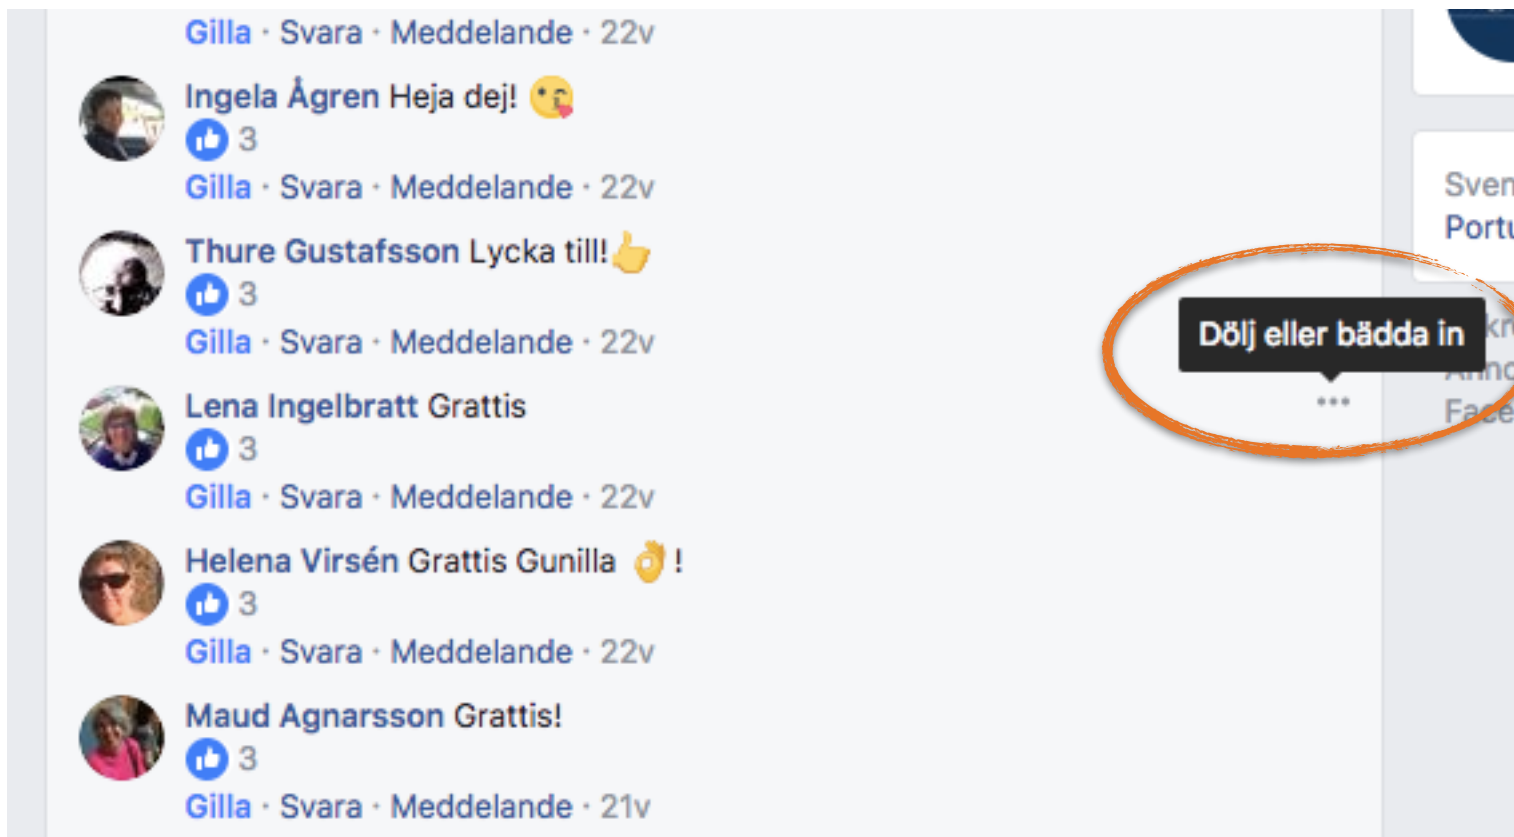 Gilla · Svara · Meddelande · 22v
Ingela Ågren Heja dej! 😘
3
Gilla · Svara · Meddelande · 22v
Sven
Portu
Thure Gustafsson Lycka till!👍
3
Gilla · Svara · Meddelande · 22v
Dölj eller bädda in
Lena Ingelbratt Grattis
3
Gilla · Svara · Meddelande · 22v
Helena Virsén Grattis Gunilla 👌 !
3
Gilla · Svara · Meddelande · 22v
Maud Agnarsson Grattis!
3
Gilla · Svara · Meddelande · 21v